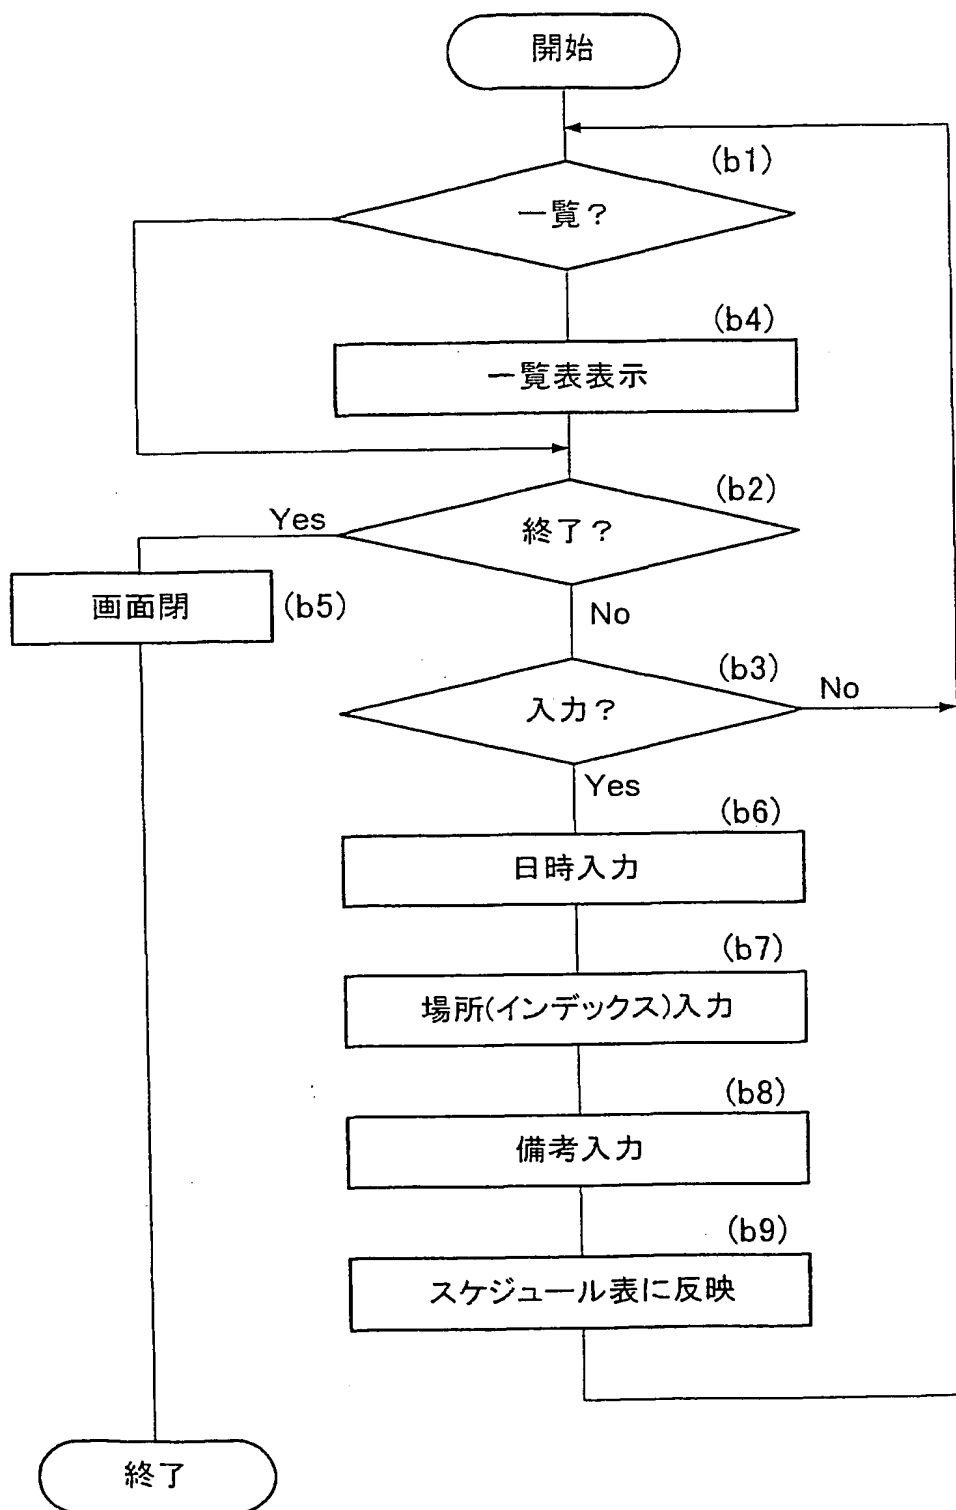 開始
(b1)
一覧?
(b4)
一覧表表示
(b2)
Yes
終了?
画面閉
(b5)
No
(b3)
No
入力?
Yes
(b6)
日時入力
(b7)
場所(インデックス)入力
(b8)
備考入力
(b9)
スケジュール表に反映
終了